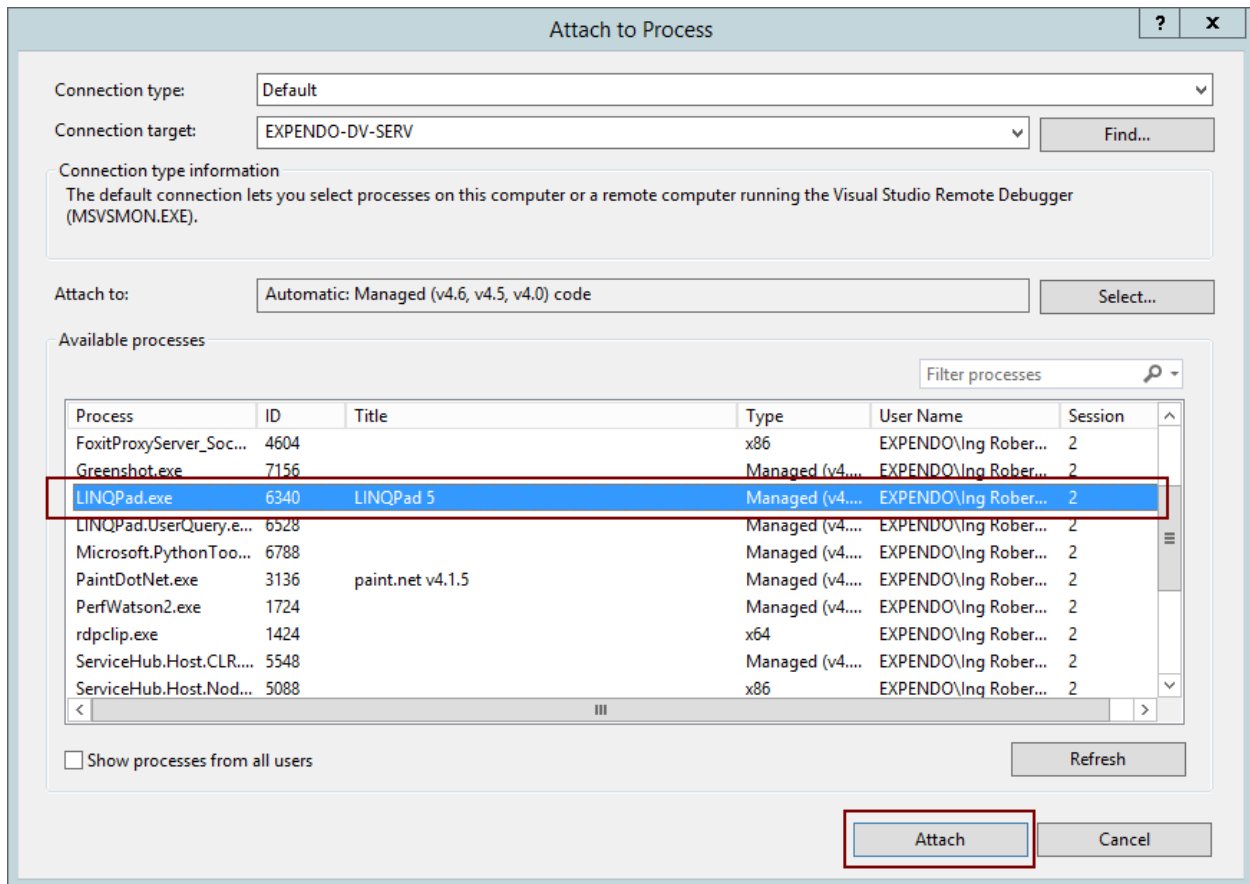 Attach to Process
? x
Connection type: Default
Connection target: EXPENDO-DV-SERV Find...
Connection type information
The default connection lets you select processes on this computer or a remote computer running the Visual Studio Remote Debugger
(MSVSMON.EXE).
Attach to: Automatic: Managed (v4.6, v4.5, v4.0) code Select...
Available processes
Filter processes
Process ID Title Type User Name Session
FoxitProxyServer_Soc... 4604 x86 EXPENDO\Ing Rober... 2
Greenshot.exe 7156 Managed (v4.... EXPENDO\Ing Rober... 2
LINQPad.exe 6340 LINQPad 5 Managed (v4.... EXPENDO\Ing Rober... 2
LINQPad.UserQuery.e... 6528 Managed (v4.... EXPENDO\Ing Rober... 2
Microsoft.PythonToo... 6788 Managed (v4.... EXPENDO\Ing Rober... 2
PaintDotNet.exe 3136 paint.net v4.1.5 Managed (v4.... EXPENDO\Ing Rober... 2
PerfWatson2.exe 1724 Managed (v4.... EXPENDO\Ing Rober... 2
rdpclip.exe 1424 x64 EXPENDO\Ing Rober... 2
ServiceHub.Host.CLR.... 5548 Managed (v4.... EXPENDO\Ing Rober... 2
ServiceHub.Host.Nod... 5088 x86 EXPENDO\Ing Rober... 2
Show processes from all users Refresh
Attach Cancel